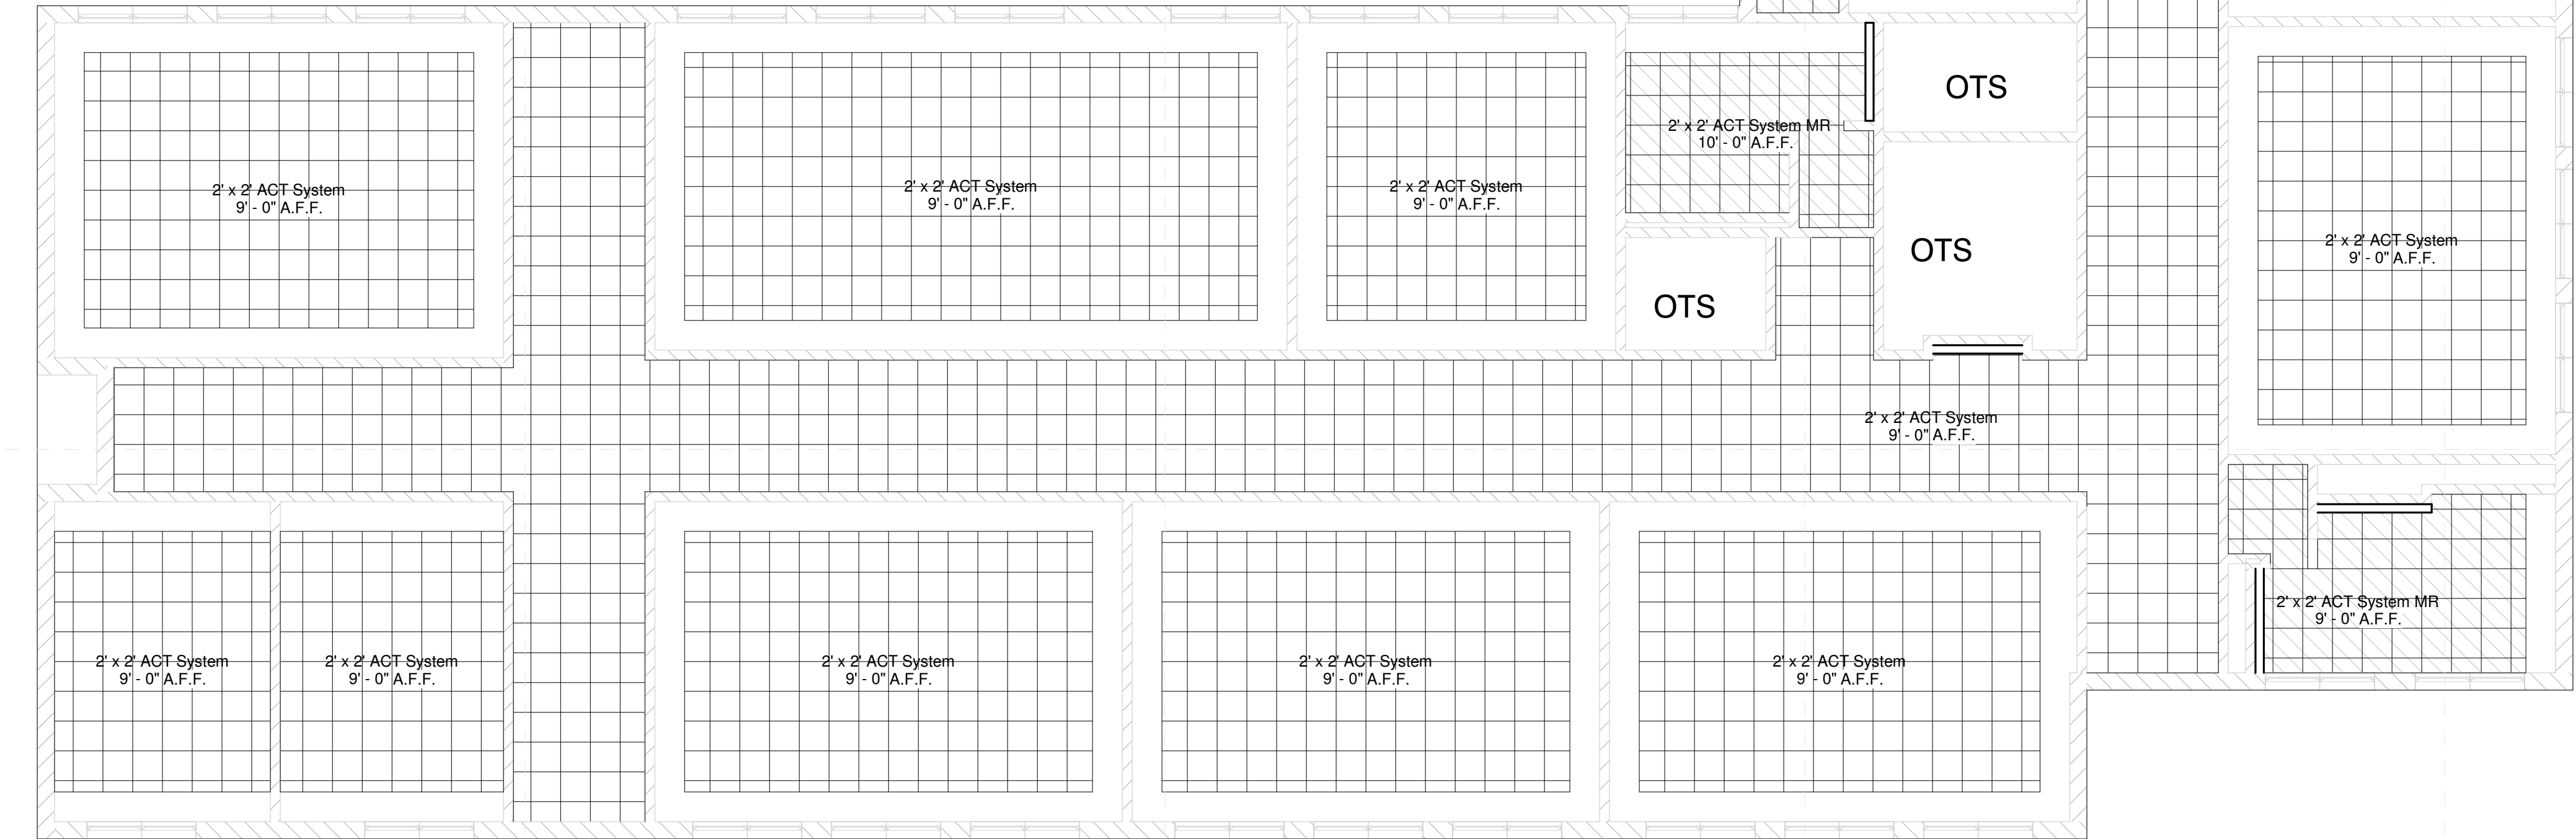 OTS
2' x 2' ACT System MR
10' - 0" A.F.F.
2' x 2' ACT System
9' - 0" A.F.F.
2' x 2' ACT System
9' - 0" A.F.F.
2' x 2' ACT System
9' - 0" A.F.F.
OTS
2' x 2' ACT System
9' - 0" A.F.F.
OTS
2' x 2' ACT System
9' - 0" A.F.F.
2' x 2' ACT System MR
9' - 0" A.F.F.
2' x 2' ACT System
9' - 0" A.F.F.
2' x 2' ACT System
9' - 0" A.F.F.
2' x 2' ACT System
9' - 0" A.F.F.
2' x 2' ACT System
9' - 0" A.F.F.
2' x 2' ACT System
9' - 0" A.F.F.